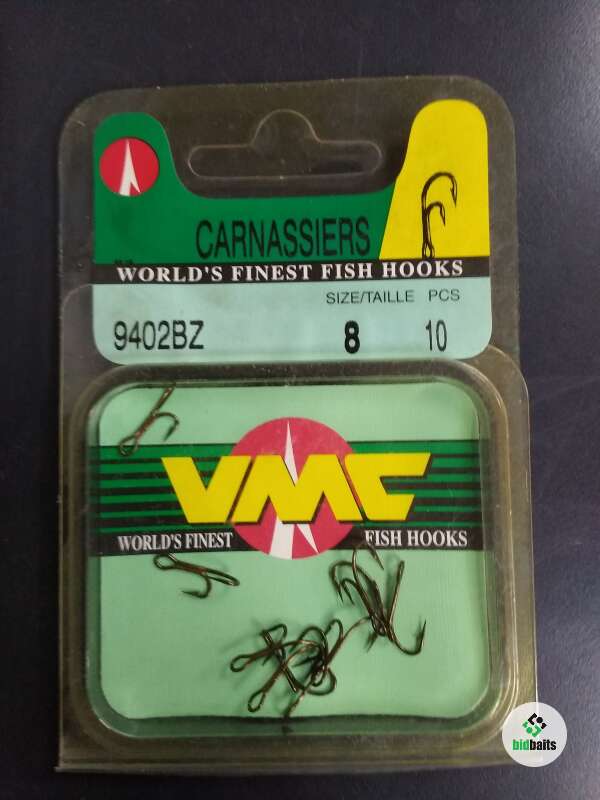 CARNASSIERS
WORLD'S FINEST FISH HOOKS
SIZE/TAILLE PCS
9402BZ 8 10
VMC
WORLD'S FINEST FISH HOOKS
bidbaits